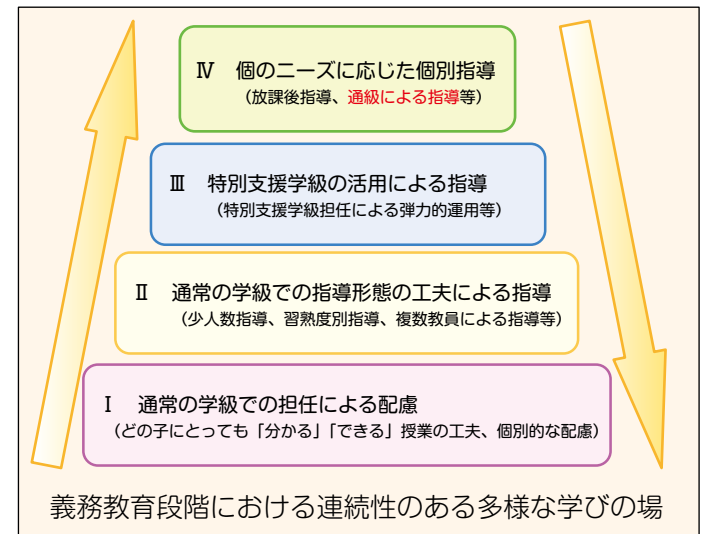 Ⅳ 個のニーズに応じた個別指導
(放課後指導、通級による指導等)
Ⅲ 特別支援学級の活用による指導
(特別支援学級担任による弾力的運用等)
Ⅱ 通常の学級での指導形態の工夫による指導
(少人数指導、習熟度別指導、複数教員による指導等)
Ⅰ 通常の学級での担任による配慮
(どの子にとっても「分かる」「できる」授業の工夫、個別的な配慮)
義務教育段階における連続性のある多様な学びの場